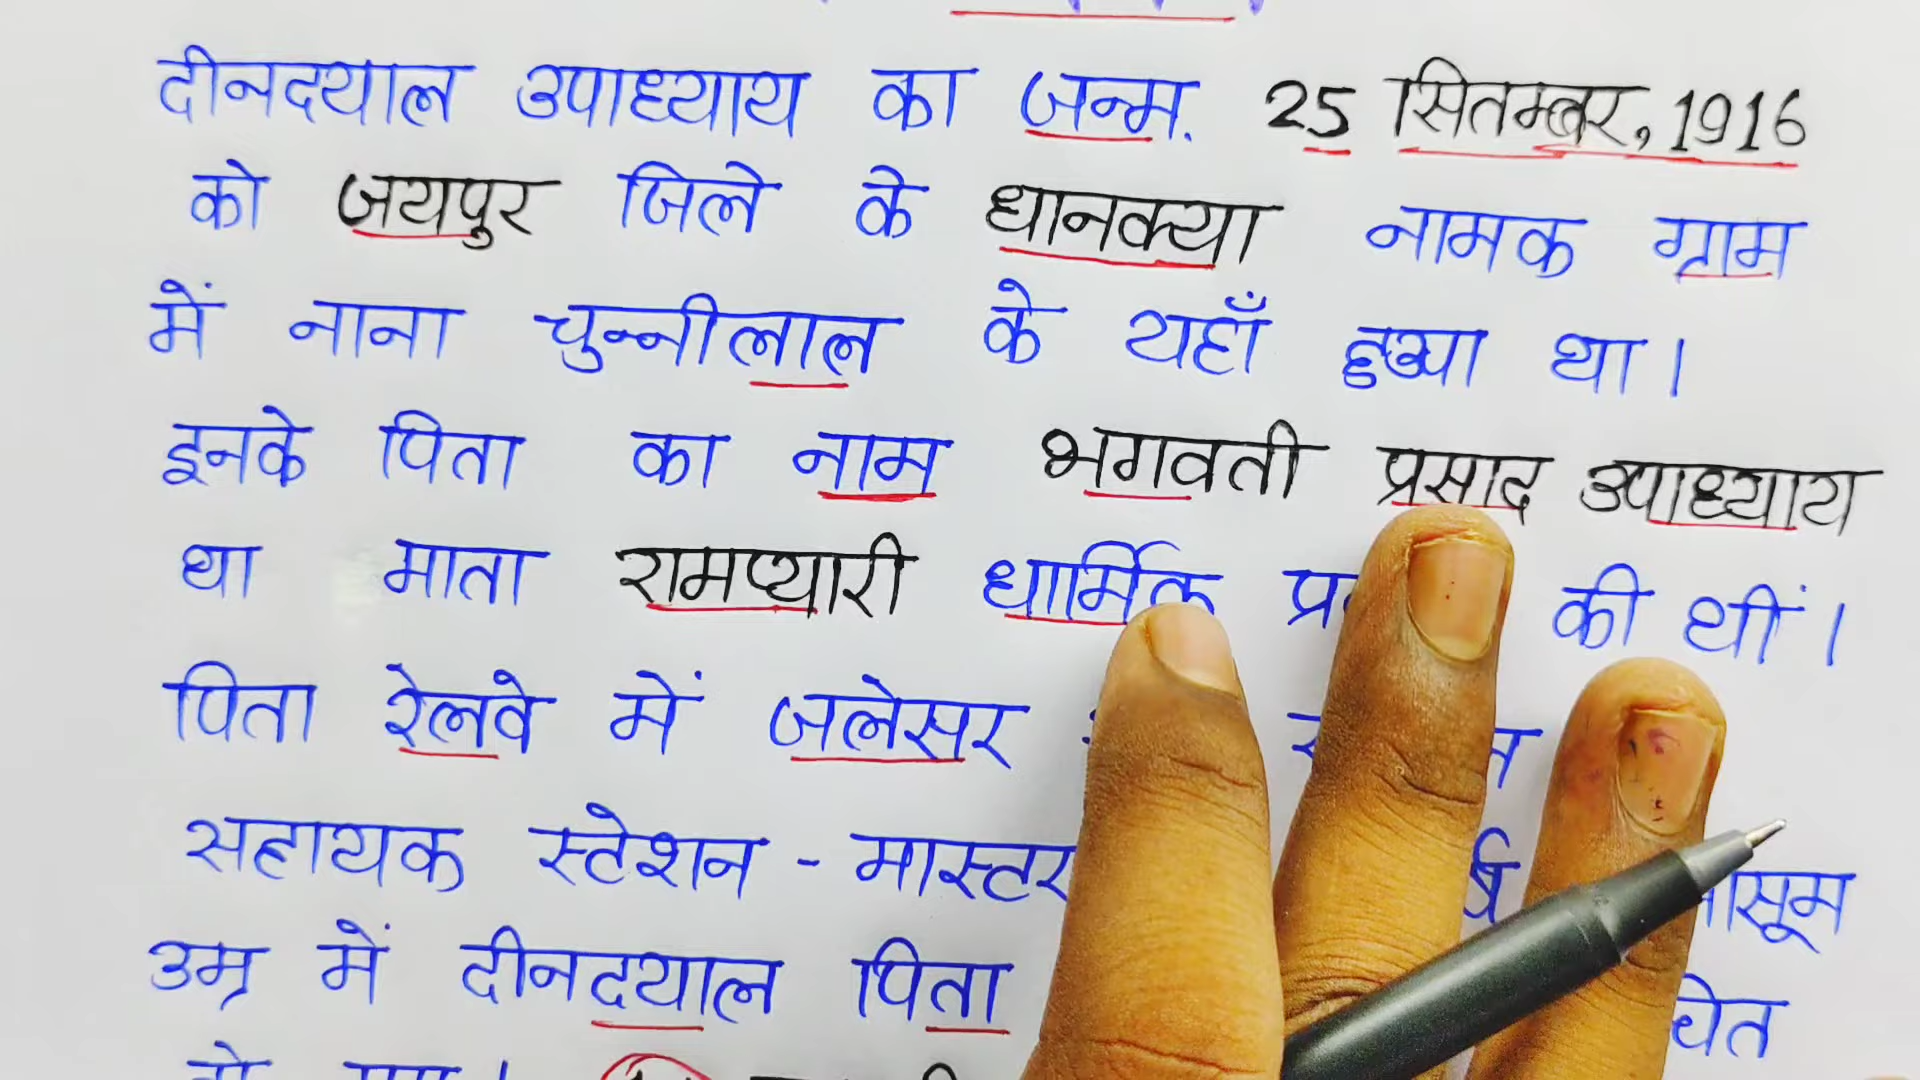 दीनदयाल उपाध्याय का जन्म. 25 सितम्बर, 1916
को जयपुर जिले के धानक्या नामक ग्राम
में नाना चुन्नीलाल के यहाँ हुआ था।
इनके पिता का नाम भगवती प्रसाद उपाध्याय
था माता रामप्यारी धार्मिक की थीं।
पिता रेलवे में जलेसर
सहायक स्टेशन - मास्टर
उम्र में दीनदयाल पिता